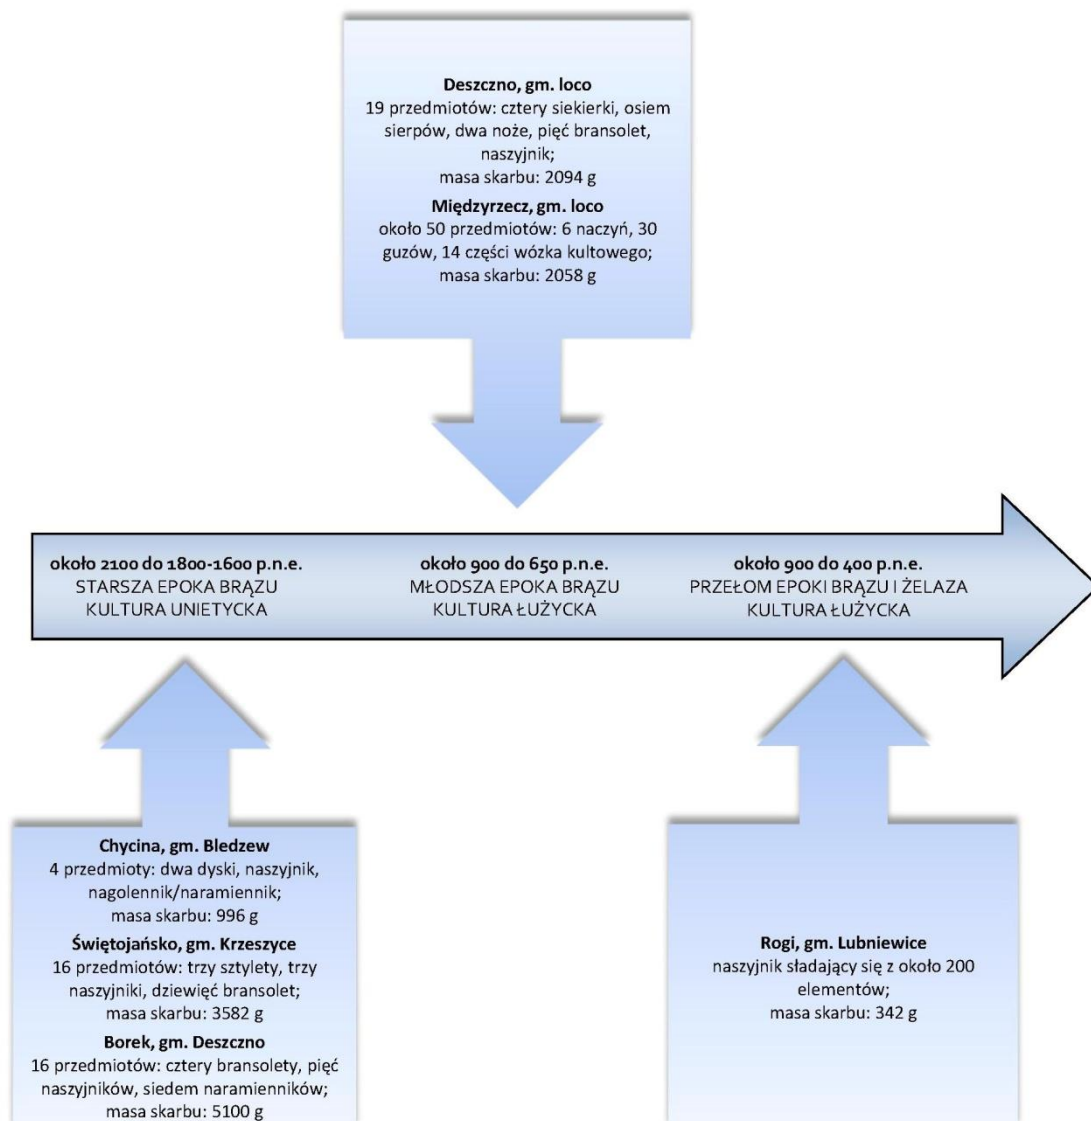 Deszczno, gm. loco
19 przedmiotów: cztery siekierki, osiem
sierpów, dwa noże, pięć bransolet,
naszyjnik;
masa skarbu: 2094 g
Międzyrzecz, gm. loco
około 50 przedmiotów: 6 naczyń, 30
guzów, 14 części wózka kultowego;
masa skarbu: 2058 g
około 2100 do 1800-1600 p.n.e.
STARSZA EPOKA BRĄZU
KULTURA UNIETYCKA
około 900 do 650 p.n.e.
MŁODSZA EPOKA BRĄZU
KULTURA ŁUŻYCKA
około 900 do 400 p.n.e.
PRZEŁOM EPOKI BRĄZU I ŻELAZA
KULTURA ŁUŻYCKA
Chycina, gm. Bledzew
4 przedmioty: dwa dyski, naszyjnik,
nagolennik/naramiennik;
masa skarbu: 996 g
Świętojańsko, gm. Krzeszyce
16 przedmiotów: trzy sztylety, trzy
naszyjniki, dziewięć bransolet;
masa skarbu: 3582 g
Borek, gm. Deszczno
16 przedmiotów: cztery bransolety, pięć
naszyjników, siedem naramienników;
masa skarbu: 5100 g
Rogi, gm. Lubniewice
naszyjnik sładający się z około 200
elementów;
masa skarbu: 342 g